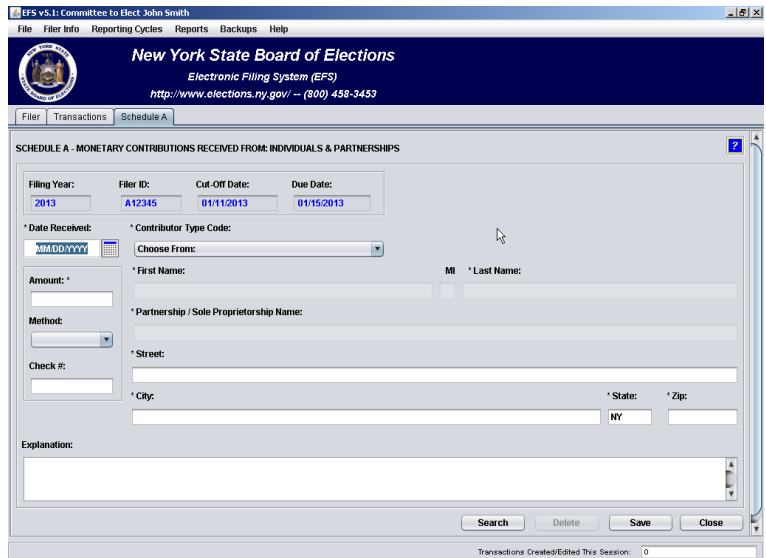 EFS v5.1: Committee to Elect John Smith
File Filer Info Reporting Cycles Reports Backups Help
New York State Board of Elections
Electronic Filing System (EFS)
http://www.elections.ny.gov/ -- (800) 458-3453
Filer Transactions Schedule A
SCHEDULE A - MONETARY CONTRIBUTIONS RECEIVED FROM: INDIVIDUALS & PARTNERSHIPS
?
Filing Year: Filer ID: Cut-Off Date: Due Date:
2013 A12345 01/11/2013 01/15/2013
* Date Received: * Contributor Type Code:
MM/DD/YYYY Choose From:
* First Name: MI * Last Name:
Amount: *
* Partnership / Sole Proprietorship Name:
Method:
* Street:
Check #:
* City: * State: * Zip:
NY
Explanation:
Search Delete Save Close
Transactions Created/Edited This Session: 0